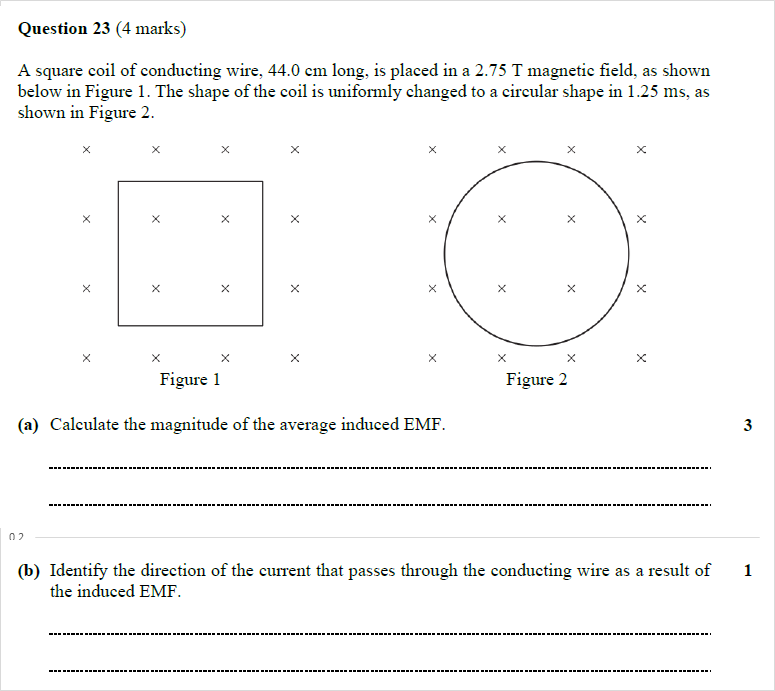 Question 23 (4 marks)
A square coil of conducting wire, 44.0 cm long, is placed in a 2.75 T magnetic field, as shown
below in Figure 1. The shape of the coil is uniformly changed to a circular shape in 1.25 ms, as
shown in Figure 2.
Figure 1 Figure 2
(a) Calculate the magnitude of the average induced EMF. 3
(b) Identify the direction of the current that passes through the conducting wire as a result of 1
the induced EMF.